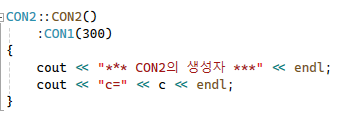 CON2::CON2()
:CON1(300)
{
cout << "*** CON2의 생성자 ***" << endl;
cout << "c=" << c << endl;
}